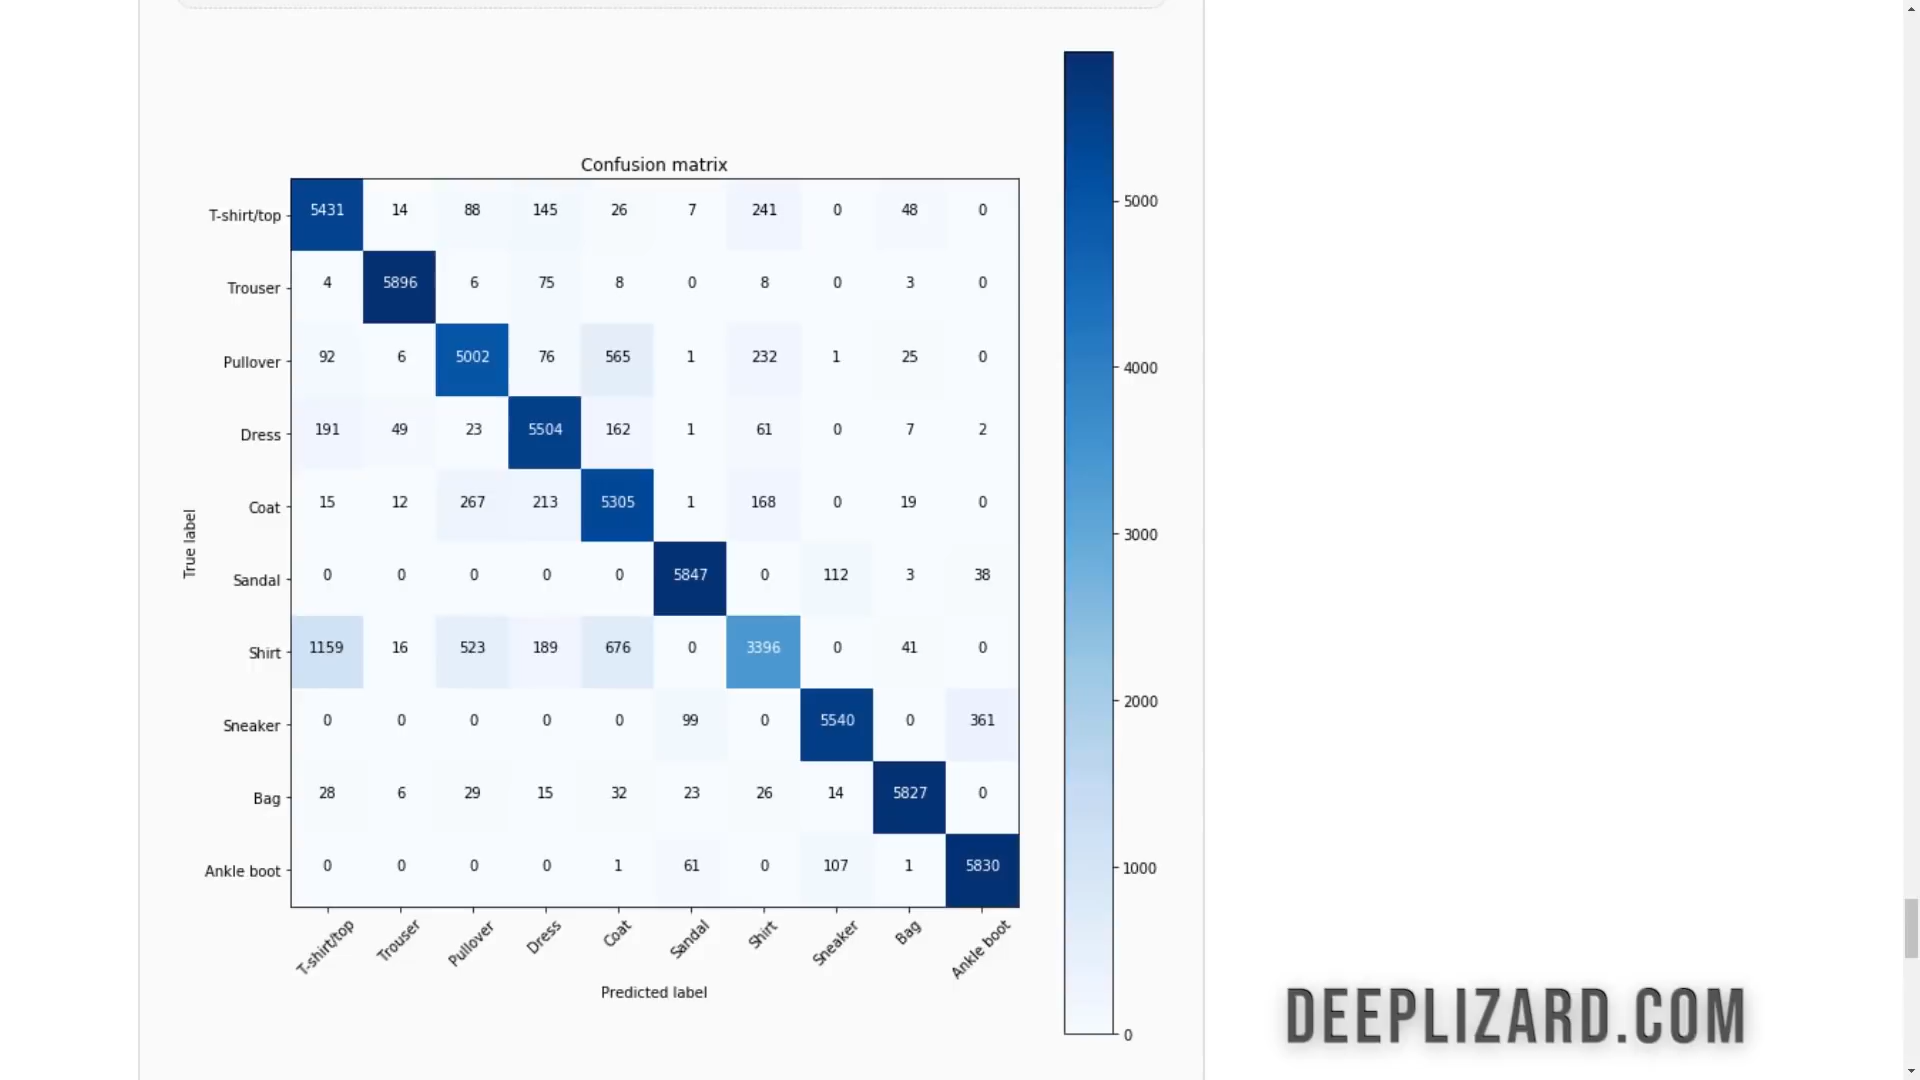 Confusion matrix
T-shirt/top 5431 14 88 145 26 7 241 0 48 0
Trouser 4 5896 6 75 8 0 8 0 3 0
Pullover 92 6 5002 76 565 1 232 1 25 0
Dress 191 49 23 5504 162 1 61 0 7 2
Coat 15 12 267 213 5305 1 168 0 19 0
Sandal 0 0 0 0 0 5847 0 112 3 38
Shirt 1159 16 523 189 676 0 3396 0 41 0
Sneaker 0 0 0 0 0 99 0 5540 0 361
Bag 28 6 29 15 32 23 26 14 5827 0
Ankle boot 0 0 0 0 1 61 0 107 1 5830
True label
T-shirt/top Trouser Pullover Dress Coat Sandal Shirt Sneaker Bag Ankle boot
Predicted label
5000
4000
3000
2000
1000
0
DEEPLIZARD.COM